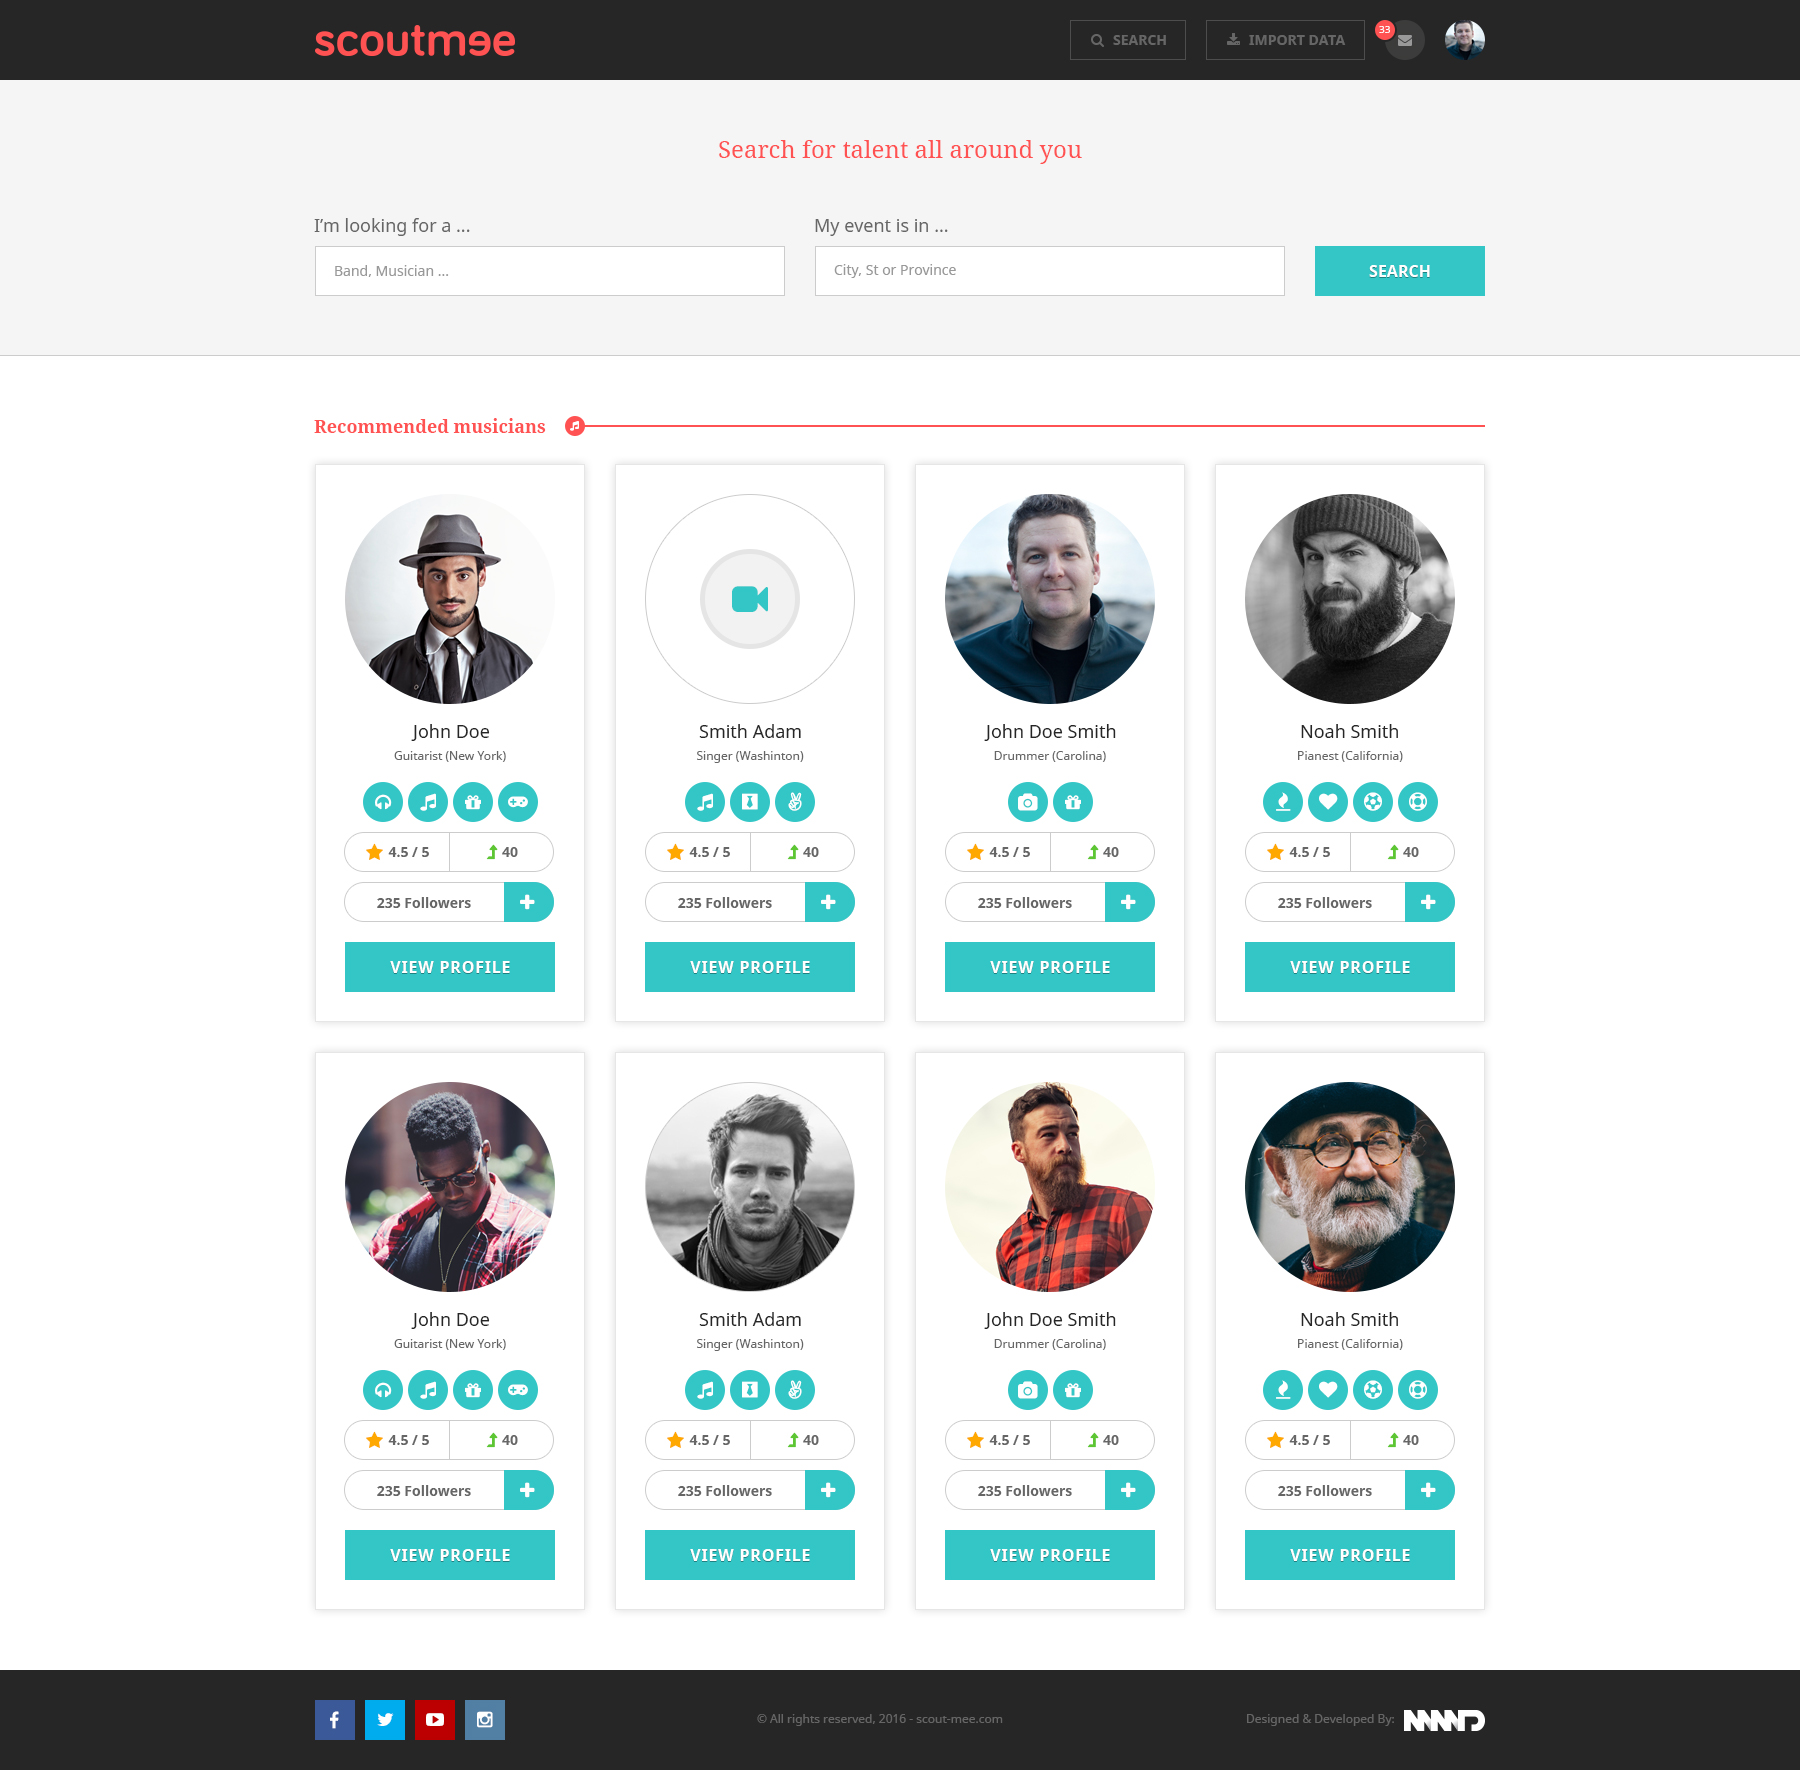 scoutmee
SEARCH
IMPORT DATA
33
Search for talent all around you
I'm looking for a ...
My event is in ...
Band, Musician ...
City, St or Province
SEARCH
Recommended musicians
John Doe
Guitarist (New York)
4.5 / 5
40
235 Followers
VIEW PROFILE
Smith Adam
Singer (Washinton)
4.5 / 5
40
235 Followers
VIEW PROFILE
John Doe Smith
Drummer (Carolina)
4.5 / 5
40
235 Followers
VIEW PROFILE
Noah Smith
Pianest (California)
4.5 / 5
40
235 Followers
VIEW PROFILE
John Doe
Guitarist (New York)
4.5 / 5
40
235 Followers
VIEW PROFILE
Smith Adam
Singer (Washinton)
4.5 / 5
40
235 Followers
VIEW PROFILE
John Doe Smith
Drummer (Carolina)
4.5 / 5
40
235 Followers
VIEW PROFILE
Noah Smith
Pianest (California)
4.5 / 5
40
235 Followers
VIEW PROFILE
© All rights reserved, 2016 - scout-mee.com
Designed & Developed By: